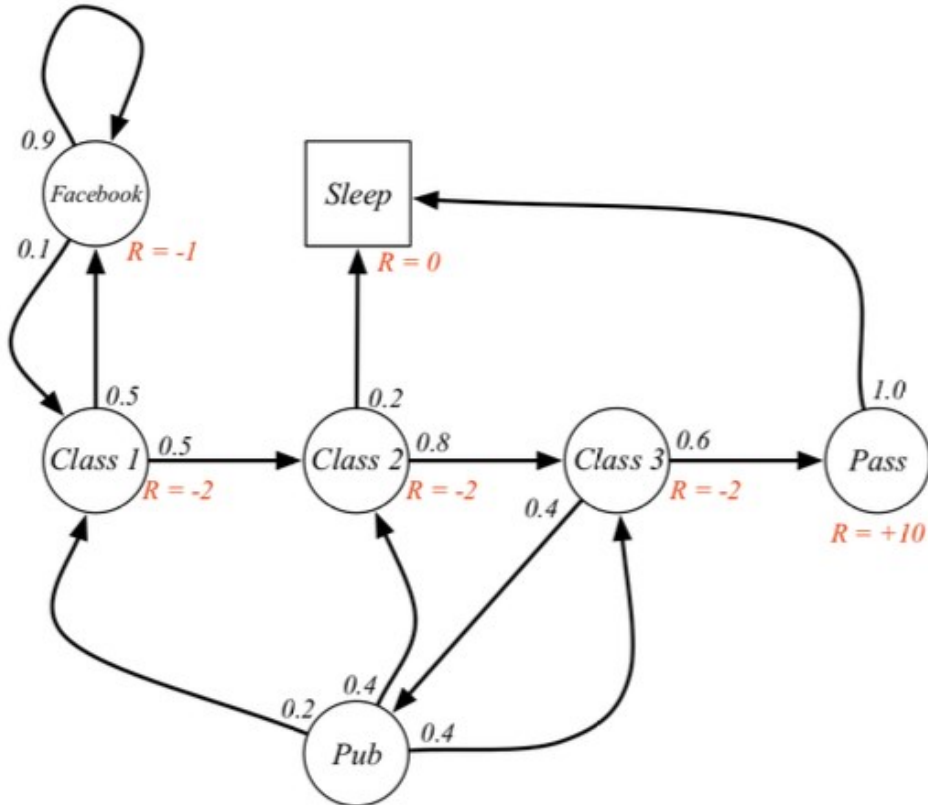 0.9
Facebook
Sleep
0.1
R = -1
R = 0
0.5
0.2
1.0
Class 1
0.5
Class 2
0.8
Class 3
0.6
Pass
R = -2
R = -2
R = -2
0.4
R = +10
0.4
0.2
0.4
Pub